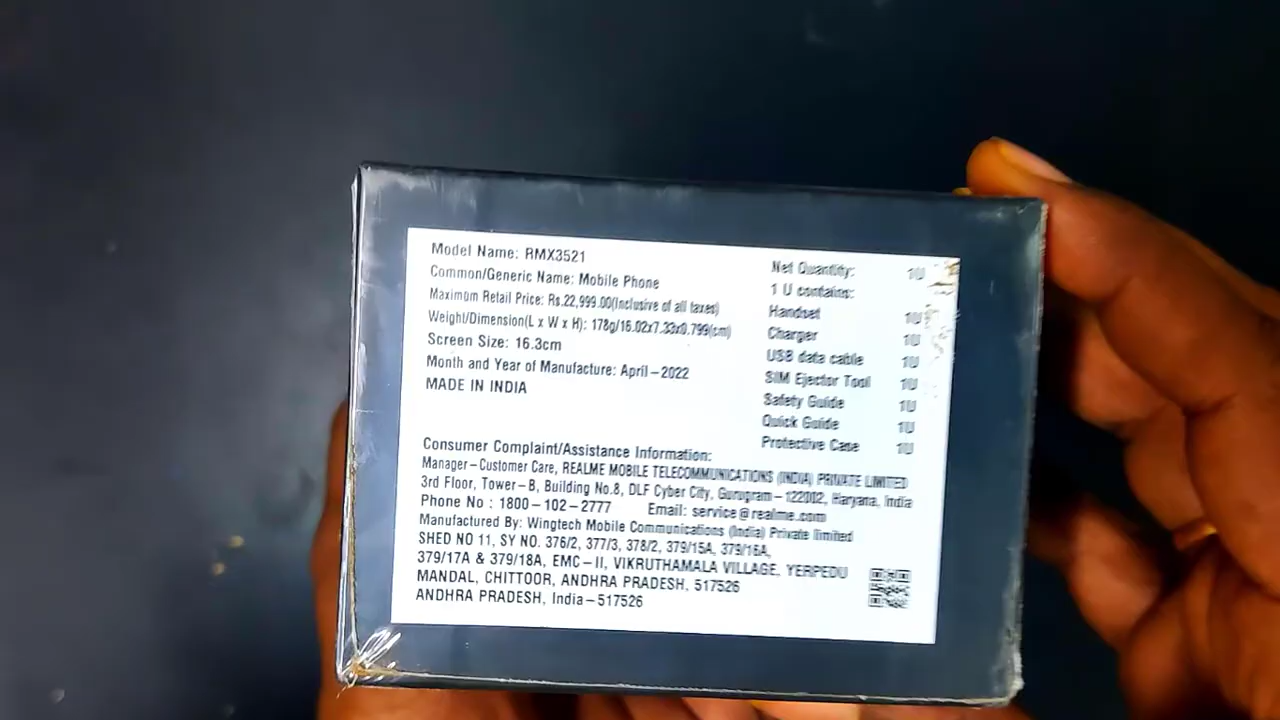 Model Name: RMX3521
Common/Generic Name: Mobile Phone
Maximum Retail Price: Rs.22,999.00(Inclusive of all taxes)
Weight/Dimension(L x W x H): 178g/16.02x7.33x0.799(cm)
Screen Size: 16.3cm
Month and Year of Manufacture: April-2022
MADE IN INDIA
Net Quantity: 1U
1 U contains:
Handset 1U
Charger 1U
USB data cable 1U
SIM Ejector Tool 1U
Safety Guide 1U
Quick Guide 1U
Protective Case 1U
Consumer Complaint/Assistance Information:
Manager-Customer Care, REALME MOBILE TELECOMMUNICATIONS (INDIA) PRIVATE LIMITED
3rd Floor, Tower-B, Building No.8, DLF Cyber City, Gurugram-122002, Haryana, India
Phone No : 1800-102-2777 Email: service@realme.com
Manufactured By: Wingtech Mobile Communications (India) Private limited
SHED NO 11, SY NO. 376/2, 377/3, 378/2, 379/15A, 379/16A,
379/17A & 379/18A, EMC-II, VIKRUTHAMALA VILLAGE, YERPEDU
MANDAL, CHITTOOR, ANDHRA PRADESH, 517526
ANDHRA PRADESH, India-517526